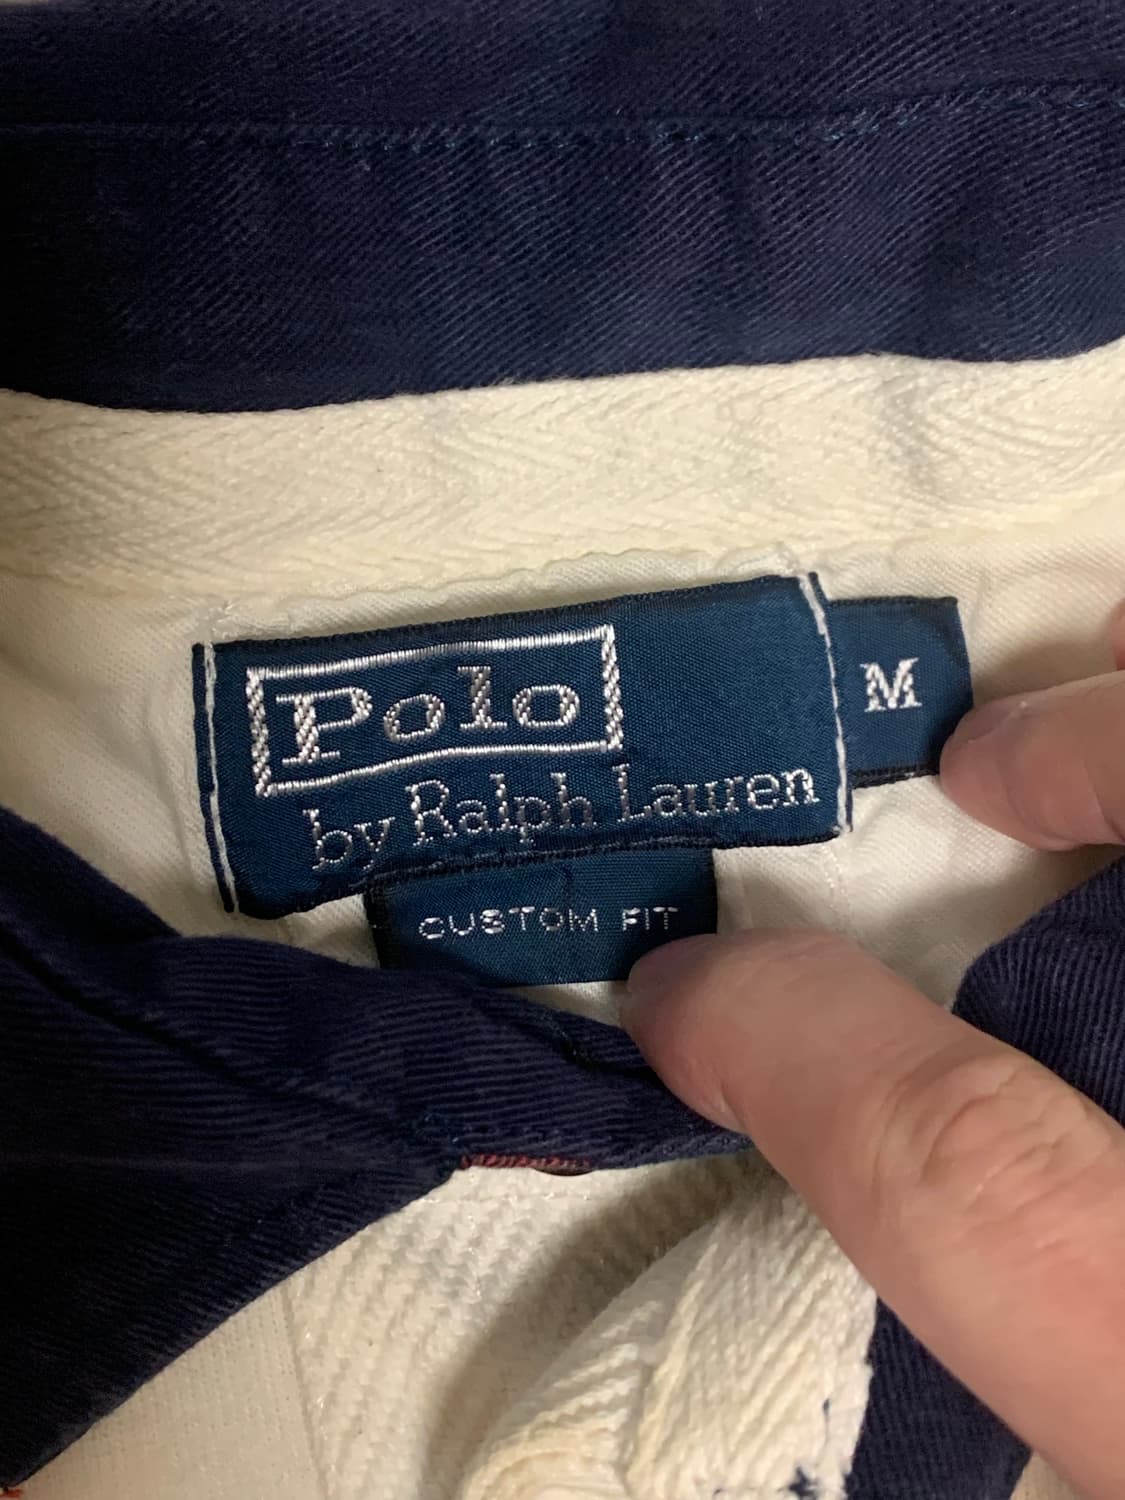 Polo
by Ralph Lauren
M
CUSTOM FIT